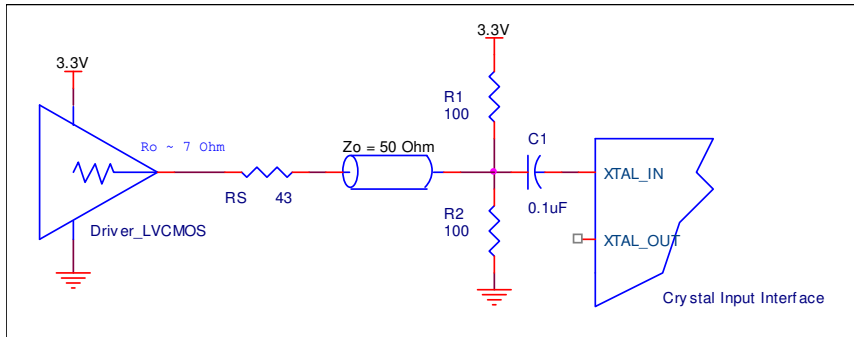 3.3V
3.3V
R1
100
Ro ~ 7 Ohm
Zo = 50 Ohm
C1
XTAL_IN
RS
43
0.1uF
R2
100
Driver_LVCMOS
XTAL_OUT
Crystal Input Interface